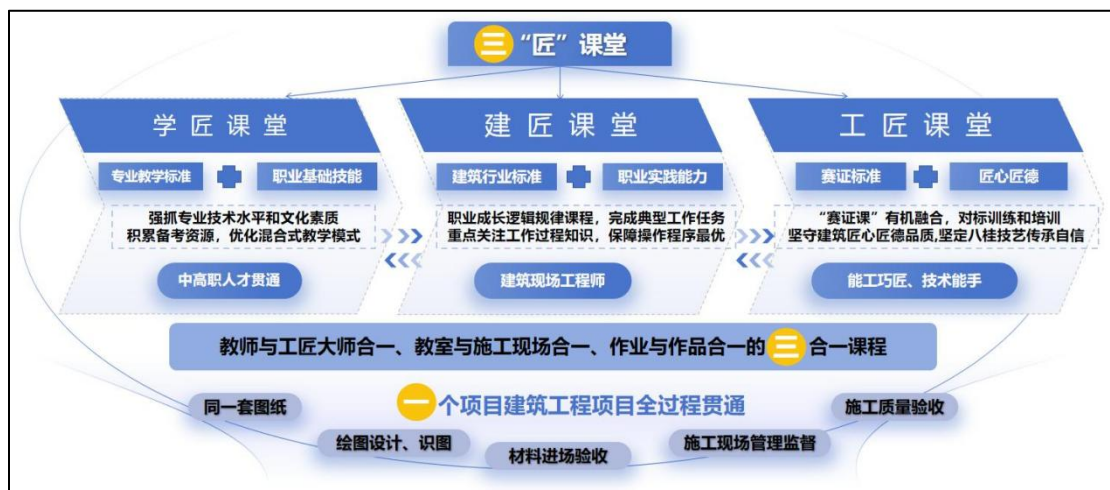 三“匠”课堂
学匠课堂
专业教学标准
职业基础技能
强抓专业技术水平和文化素质
积累备考资源，优化混合式教学模式
中高职人才贯通
建匠课堂
建筑行业标准
职业实践能力
职业成长逻辑规律课程，完成典型工作任务
重点关注工作过程知识，保障操作程序最优
建筑现场工程师
工匠课堂
赛证标准
匠心匠德
“赛证课”有机融合，对标训练和培训
坚守建筑匠心匠德品质,坚定八桂技艺传承自信
能工巧匠、技术能手
教师与工匠大师合一、教室与施工现场合一、作业与作品合一的三合一课程
一个项目建筑工程项目全过程贯通
同一套图纸
绘图设计、识图
材料进场验收
施工现场管理监督
施工质量验收